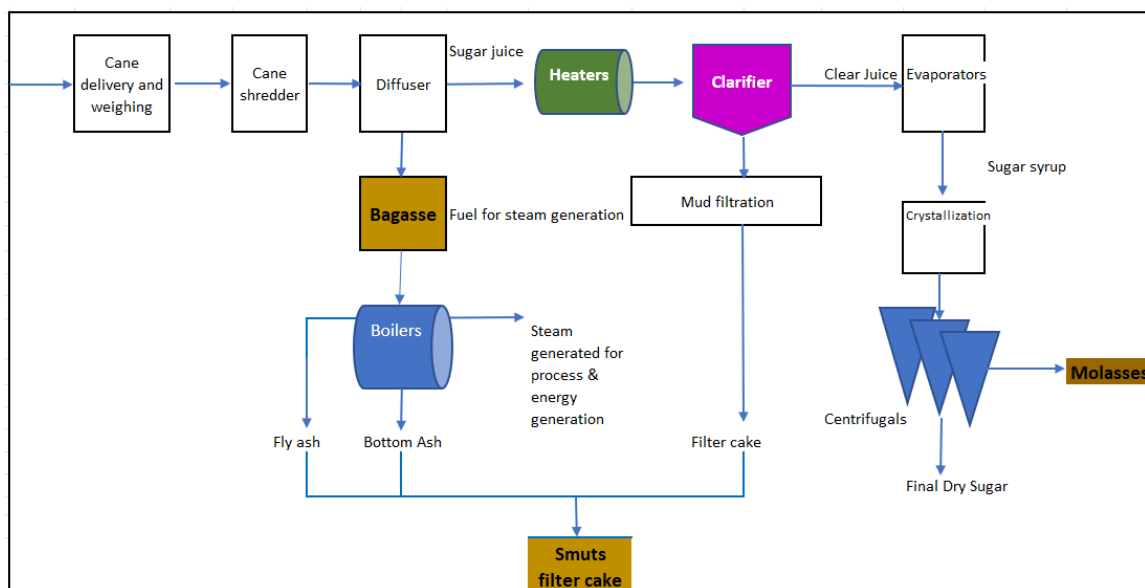 Cane
delivery and
weighing
Cane
shredder
Diffuser
Sugar juice
Heaters
Clarifier
Clear Juice
Evaporators
Sugar syrup
Bagasse
Fuel for steam generation
Mud filtration
Crystallization
Boilers
Steam
generated for
process &
energy
generation
Centrifugals
Molasses
Fly ash
Bottom Ash
Filter cake
Final Dry Sugar
Smuts
filter cake